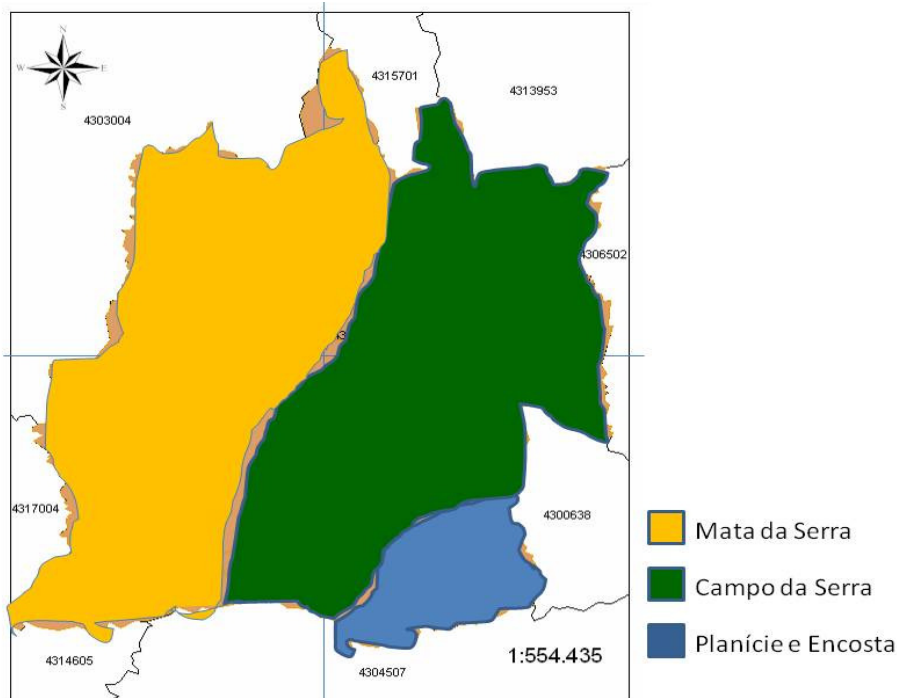 N
W
E
S
4315701
4313953
4303004
4306502
43
4317004
4300638
Mata da Serra
Campo da Serra
Planície e Encosta
1:554.435
4314605
4304507